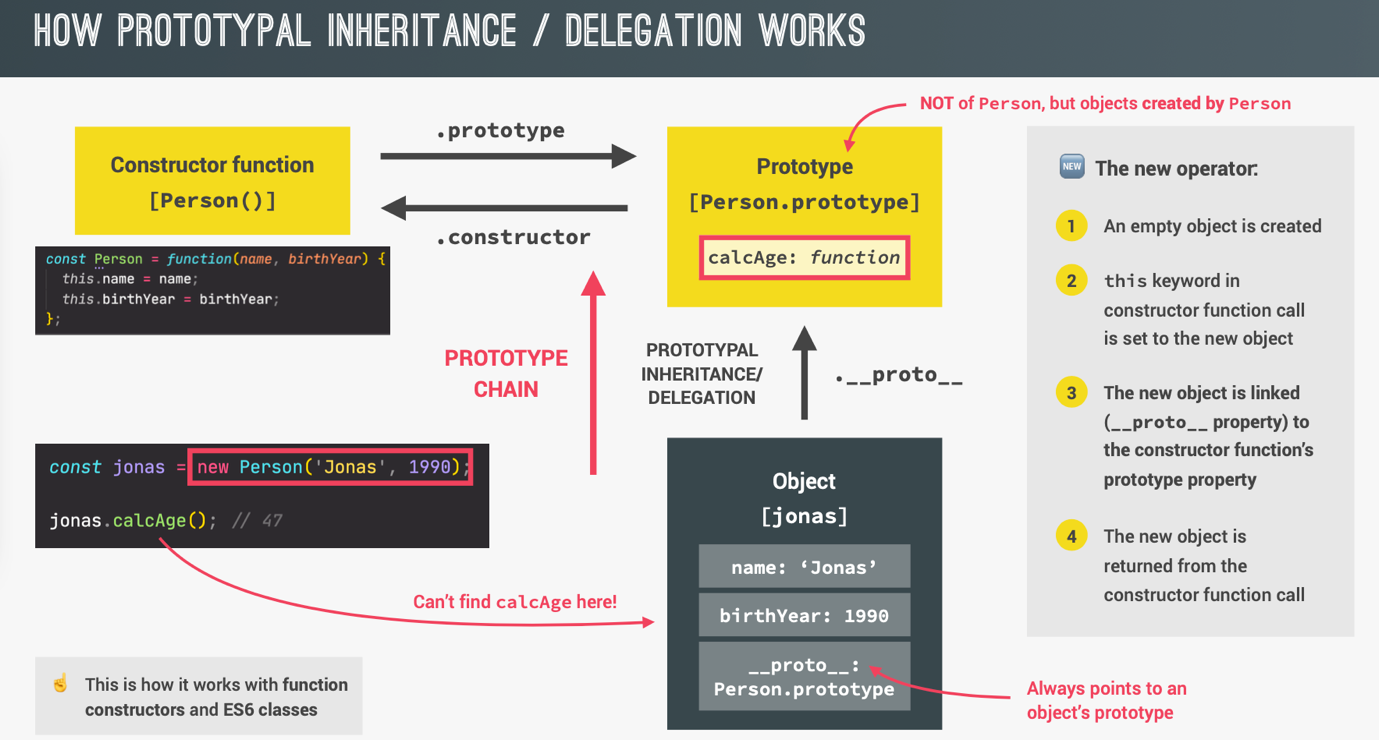 HOW PROTOTYPAL INHERITANCE / DELEGATION WORKS
NOT of Person, but objects created by Person
Constructor function
[Person()]
.prototype
.constructor
Prototype
[Person.prototype]
calcAge: function
const Person = function(name, birthYear) {
this.name = name;
this.birthYear = birthYear;
};
PROTOTYPE
CHAIN
PROTOTYPAL
INHERITANCE/
DELEGATION
.__proto__
const jonas = new Person('Jonas', 1990);
jonas.calcAge(); // 47
Can't find calcAge here!
Object
[jonas]
name: ‘Jonas’
birthYear: 1990
__proto__:
Person.prototype
Always points to an
object's prototype
☝ This is how it works with function
constructors and ES6 classes
NEW The new operator:
1 An empty object is created
2 this keyword in
constructor function call
is set to the new object
3 The new object is linked
(__proto__ property) to
the constructor function's
prototype property
4 The new object is
returned from the
constructor function call